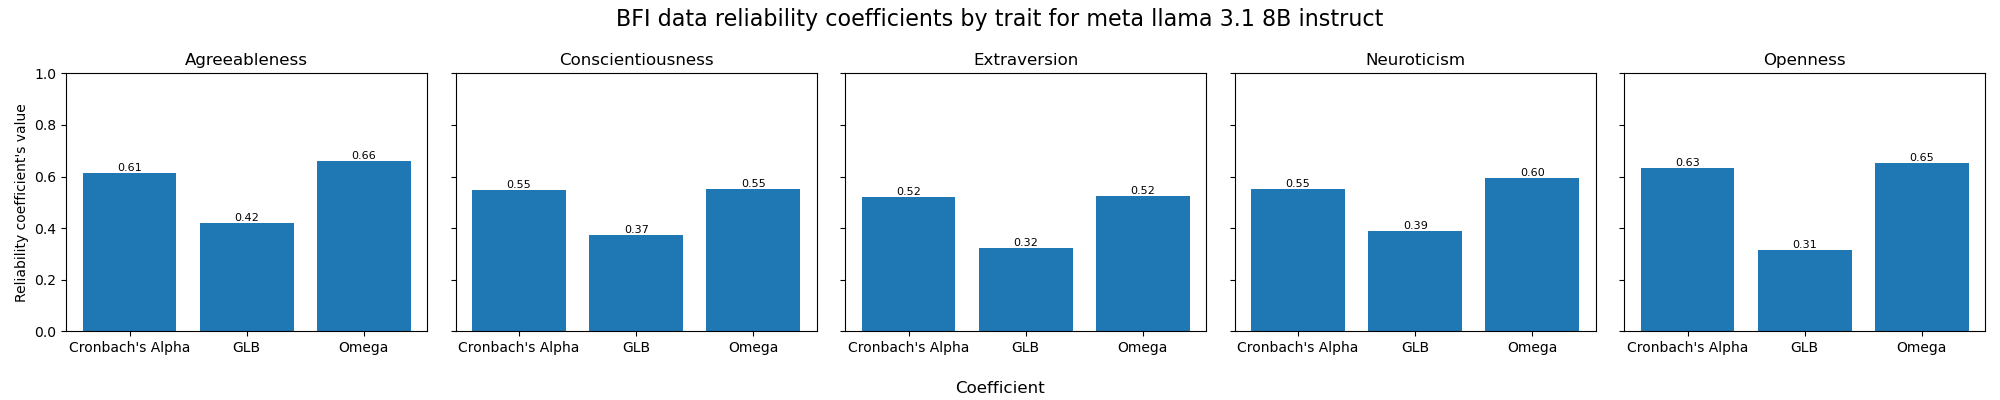 BFI data reliability coefficients by trait for meta llama 3.1 8B instruct
Agreeableness
Conscientiousness
Extraversion
Neuroticism
Openness
Reliability coefficient's value
1.0
0.8
0.6
0.4
0.2
0.0
0.61
0.42
0.66
0.55
0.37
0.55
0.52
0.32
0.52
0.55
0.39
0.60
0.63
0.31
0.65
Cronbach's Alpha GLB Omega
Cronbach's Alpha GLB Omega
Cronbach's Alpha GLB Omega
Cronbach's Alpha GLB Omega
Cronbach's Alpha GLB Omega
Coefficient